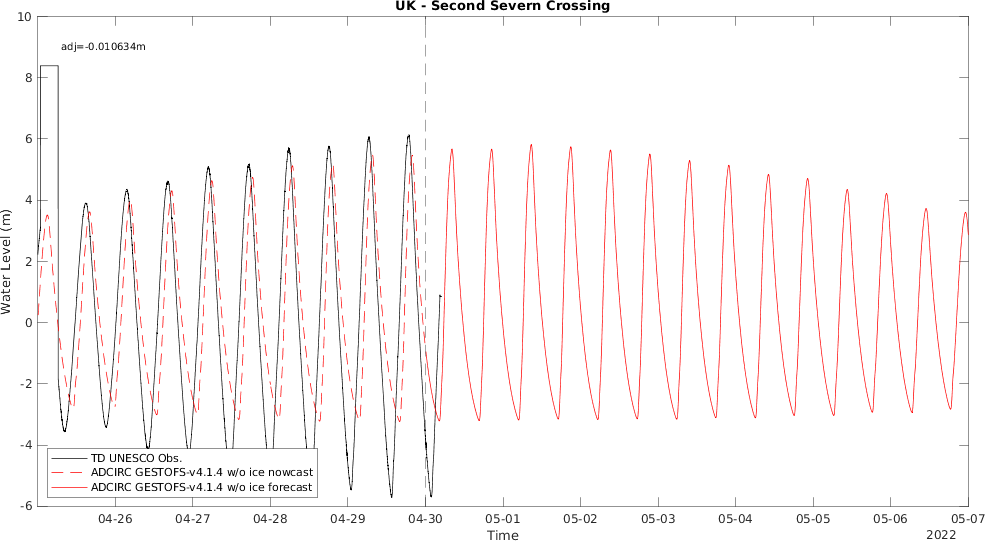 UK - Second Severn Crossing
10
8
6
4
2
0
-2
-4
-6
Water Level (m)
adj=-0.010634m
TD UNESCO Obs.
ADCIRC GESTOFS-v4.1.4 w/o ice nowcast
ADCIRC GESTOFS-v4.1.4 w/o ice forecast
04-26 04-27 04-28 04-29 04-30 05-01 05-02 05-03 05-04 05-05 05-06 05-07
Time
2022